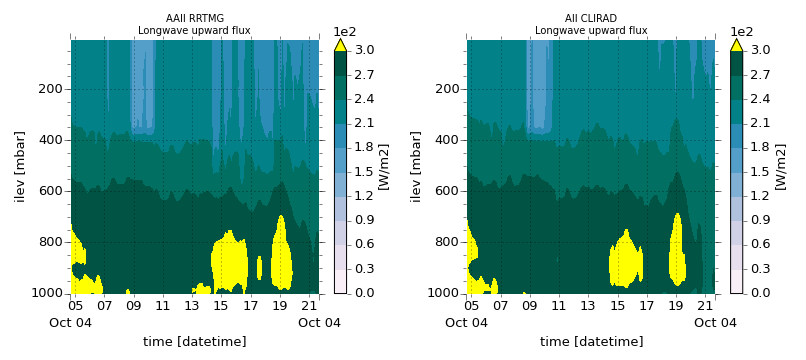 AAll RRTMG
Longwave upward flux
1e2
3.0
2.7
2.4
2.1
1.8
1.5
1.2
0.9
0.6
0.3
0.0
[W/m2]
ilev [mbar]
200
400
600
800
1000
05 07 09 11 13 15 17 19 21
Oct 04 Oct 04
time [datetime]
All CLIRAD
Longwave upward flux
1e2
3.0
2.7
2.4
2.1
1.8
1.5
1.2
0.9
0.6
0.3
0.0
[W/m2]
ilev [mbar]
200
400
600
800
1000
05 07 09 11 13 15 17 19 21
Oct 04 Oct 04
time [datetime]